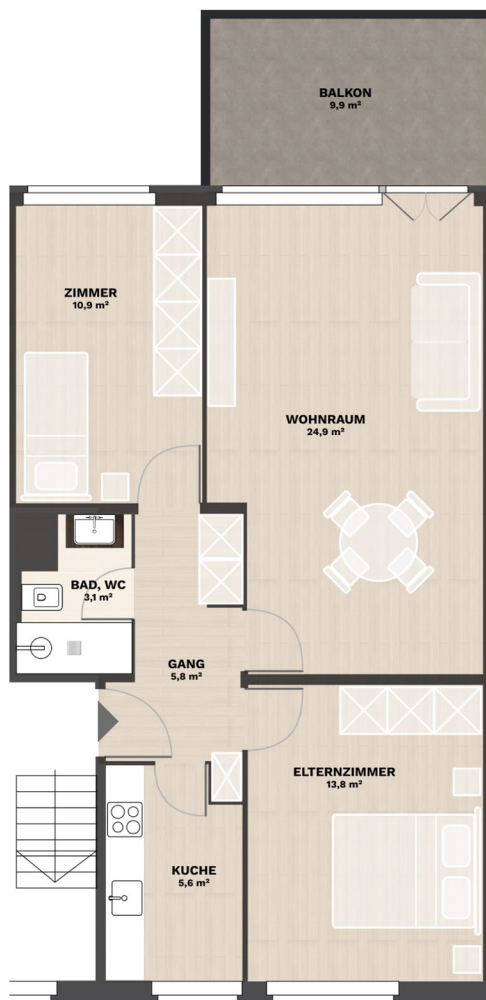 BALKON
9,9 m²
ZIMMER
10,9 m²
WOHNRAUM
24,9 m²
BAD, WC
3,1 m²
GANG
5,8 m²
ELTERNZIMMER
13,8 m²
KUCHE
5,6 m²